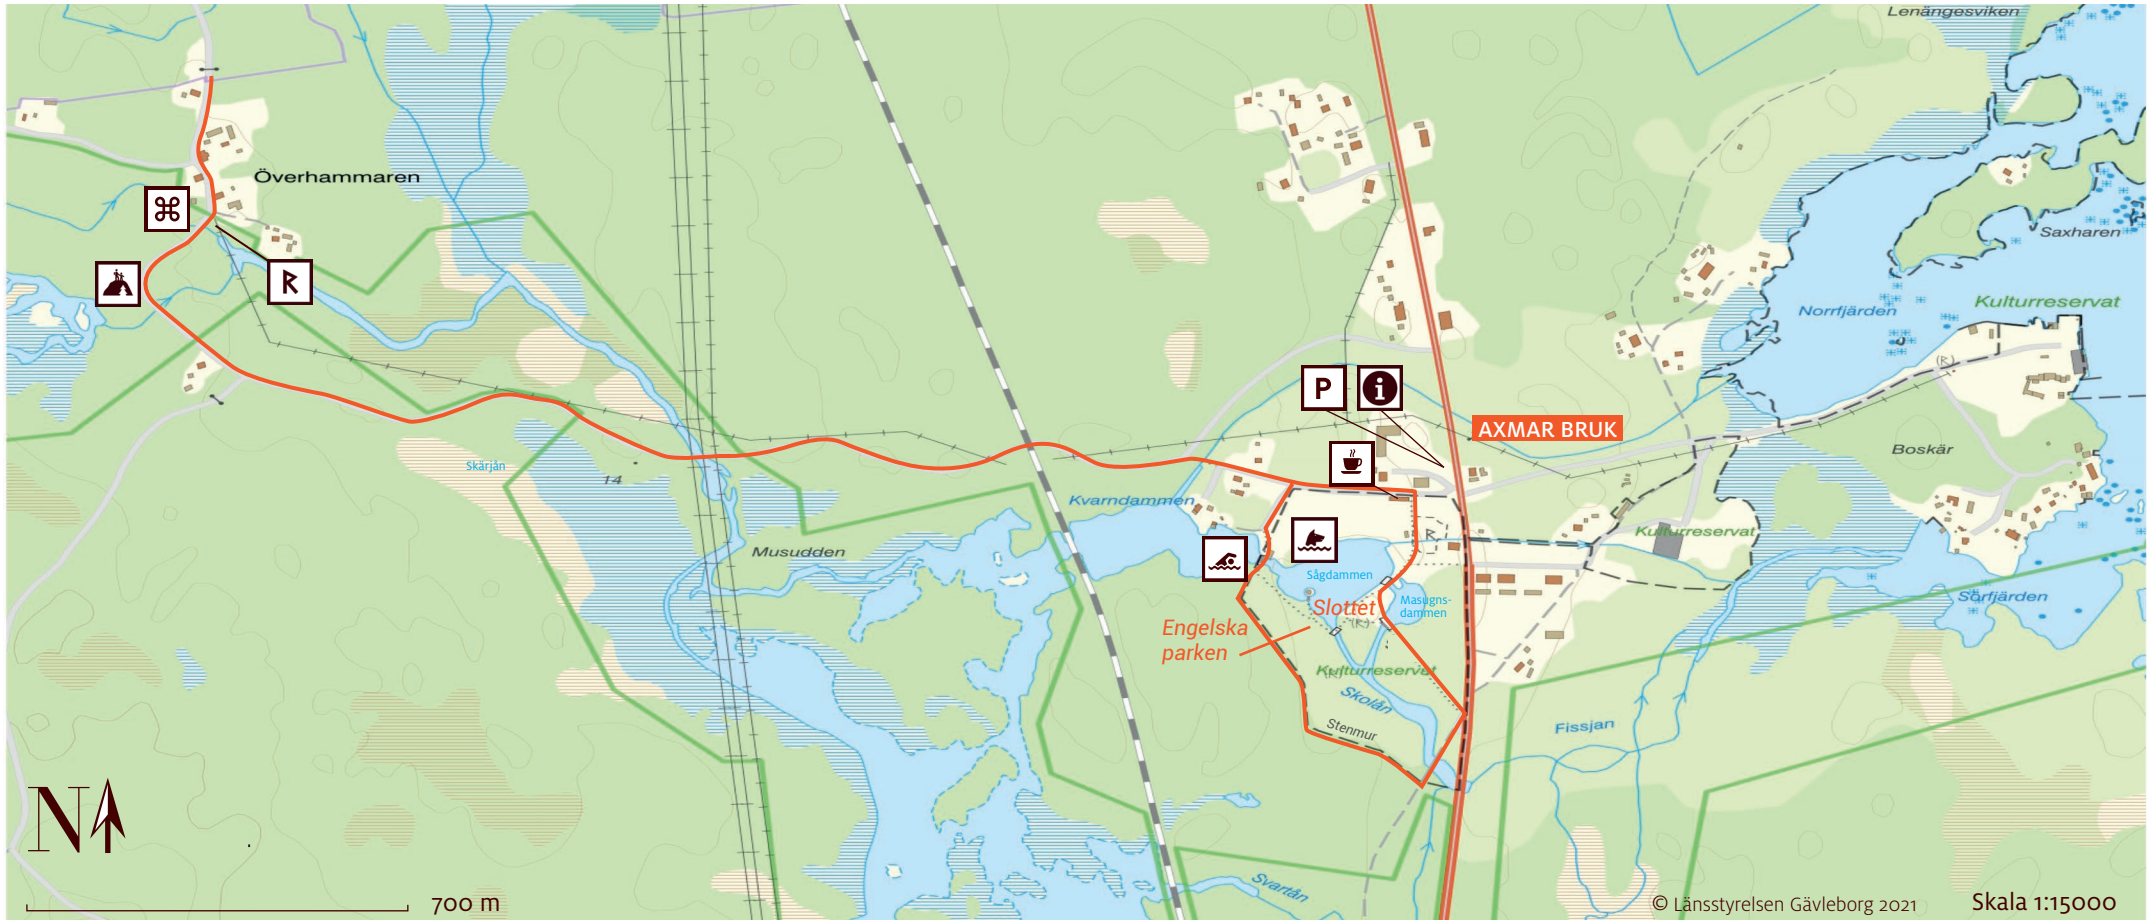 Lenängesviken
Överhammaren
Saxharen
Kulturreservat
Norrfjärden
(R)
R
P
i
AXMAR BRUK
Boskär
Skärjån
14
Kvarndammen
Musudden
R
Kulturreservat
Sågdammen
Slottet
(R)
Masugns-
dammen
Sörfjärden
Engelska
parken
Kulturreservat
(R)
Skolån
Stenmur
Fissjan
N
Svartån
700 m
© Länsstyrelsen Gävleborg 2021
Skala 1:15000